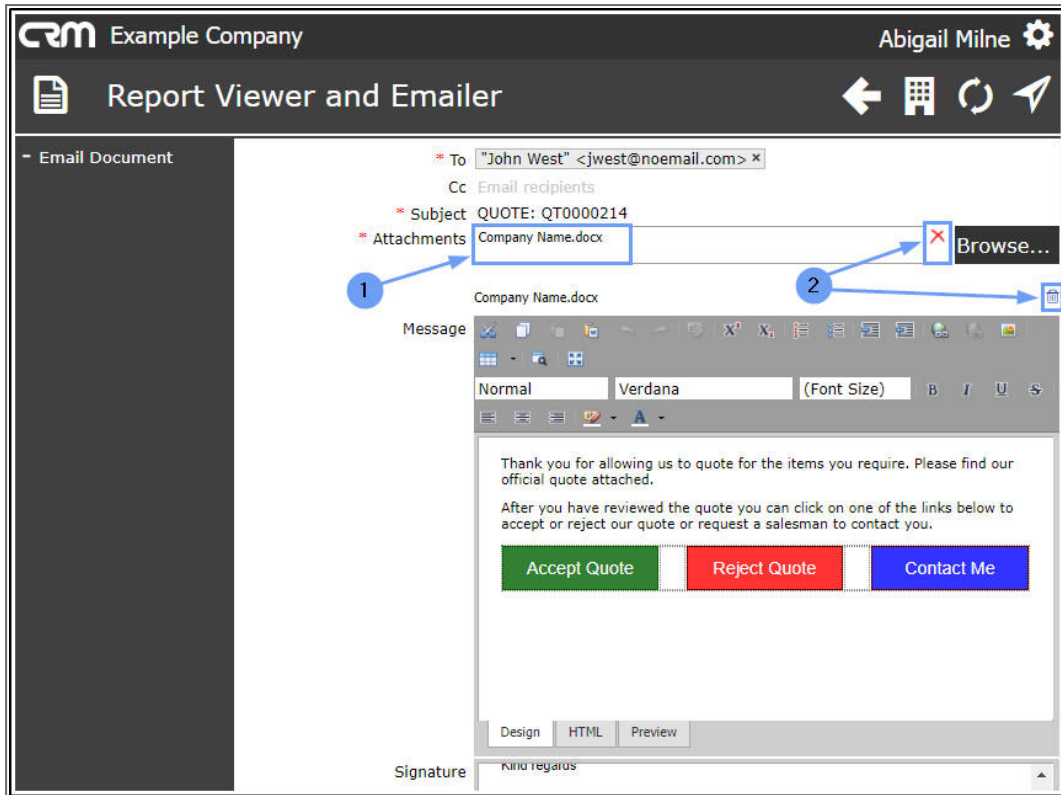 CRM Example Company Abigail Milne
Report Viewer and Emailer
- Email Document
* To "John West" <jwest@noemail.com> ×
Cc Email recipients
* Subject QUOTE: QT0000214
* Attachments Company Name.docx Browse...
1 2
Company Name.docx
Message
Normal Verdana (Font Size) B I U S
A
Thank you for allowing us to quote for the items you require. Please find our
official quote attached.
After you have reviewed the quote you can click on one of the links below to
accept or reject our quote or request a salesman to contact you.
Accept Quote Reject Quote Contact Me
Design HTML Preview
Signature Kind regards